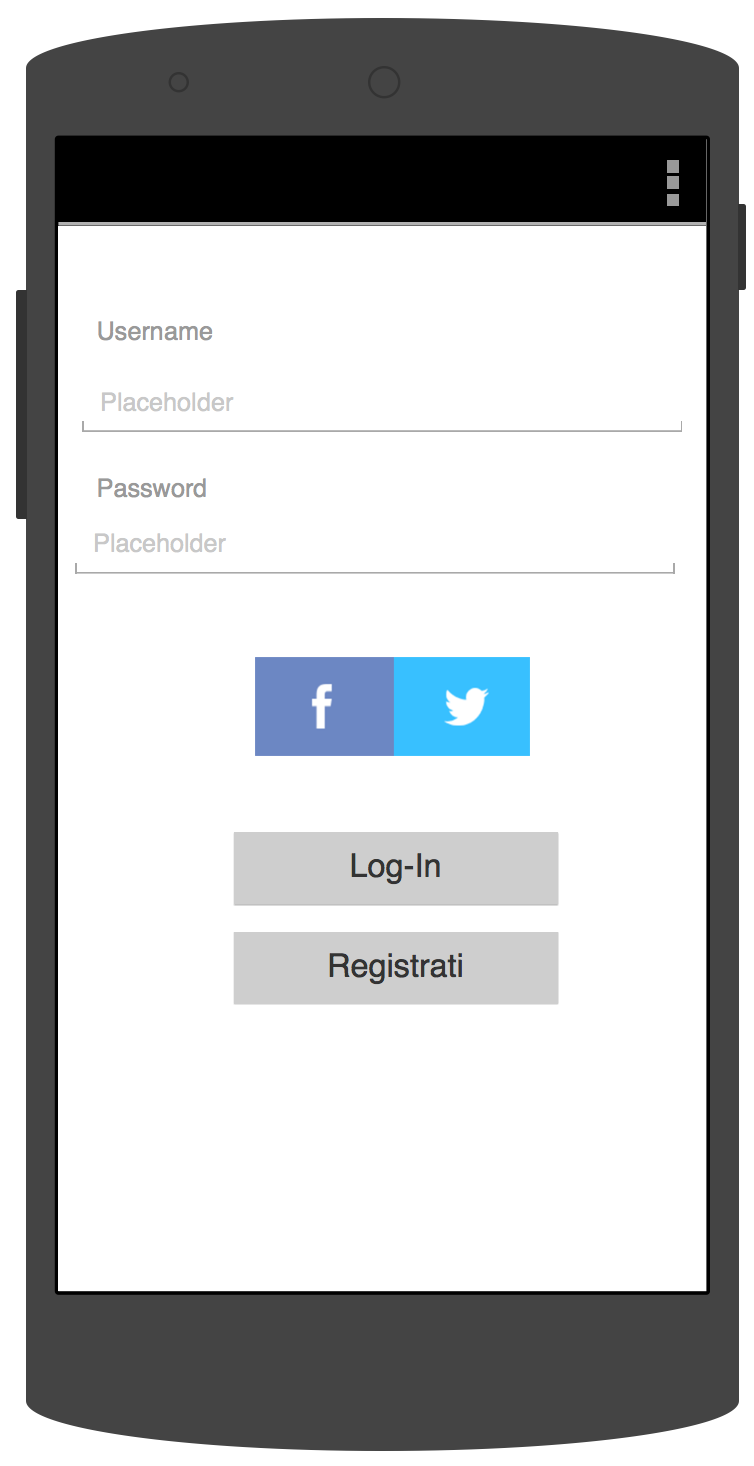 Username
Placeholder
Password
Placeholder
f
Log-In
Registrati